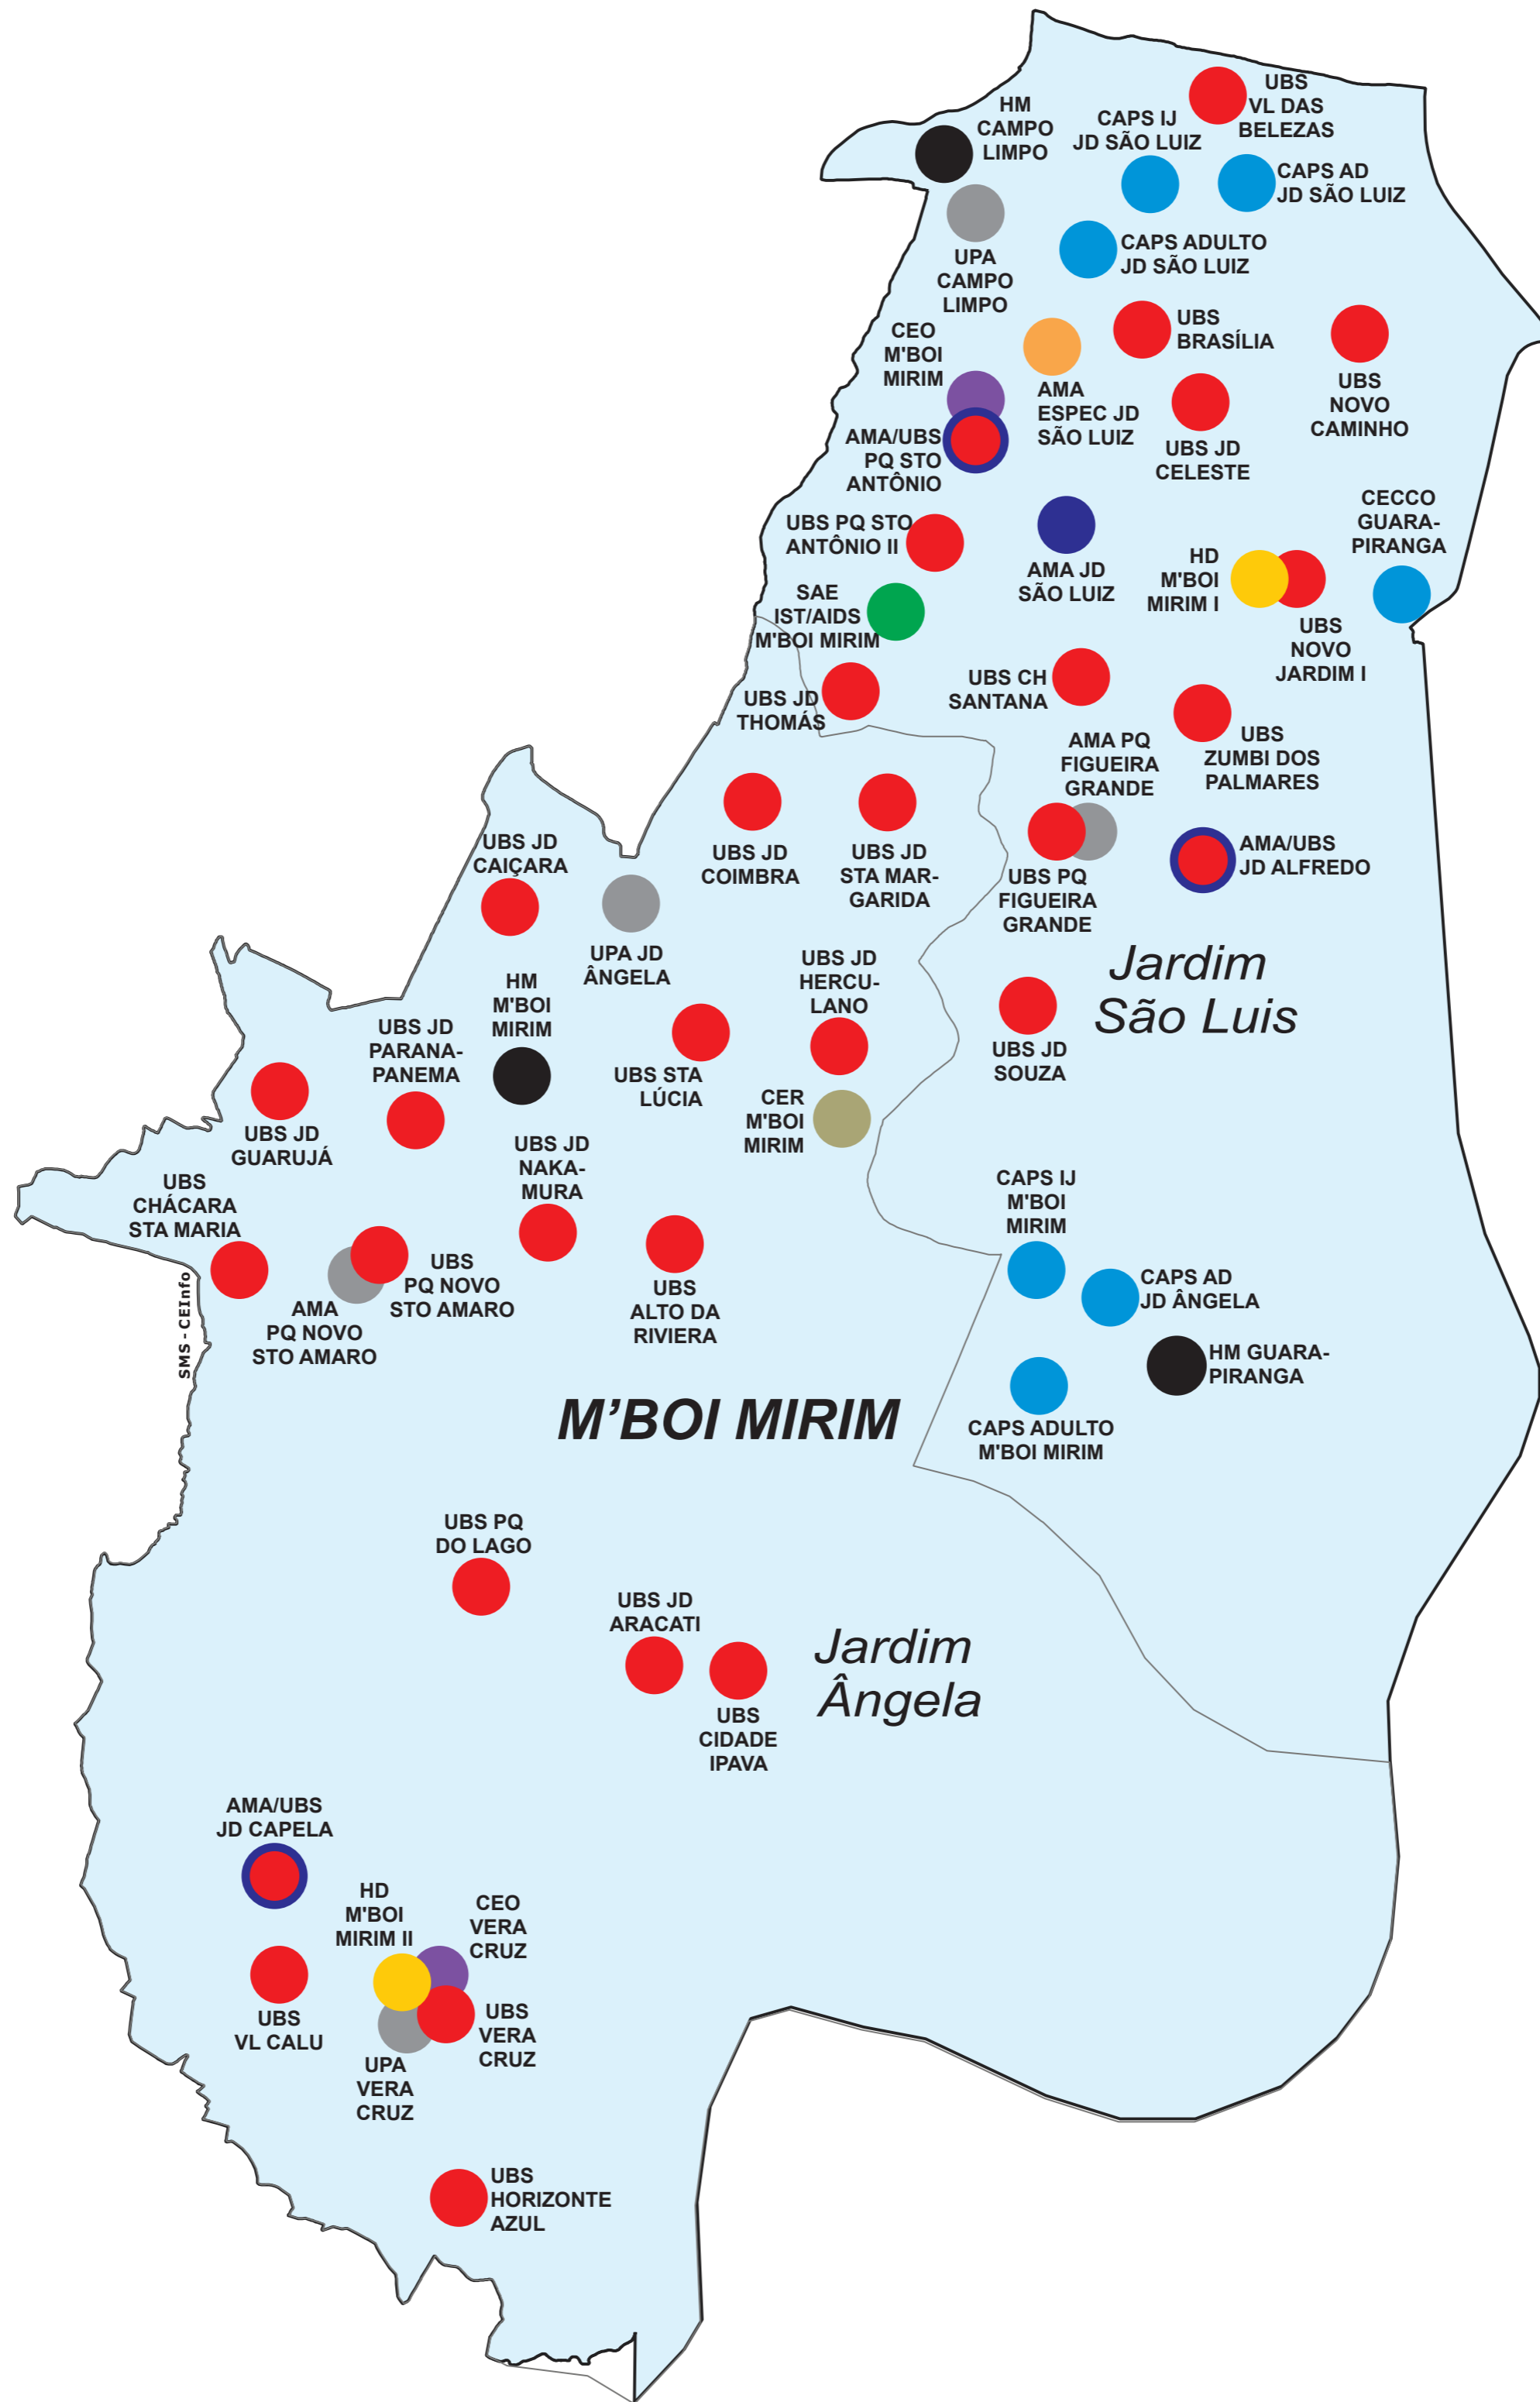 UBS
VL DAS
BELEZAS
HM
CAMPO
LIMPO
CAPS IJ
JD SÃO LUIZ
CAPS AD
JD SÃO LUIZ
UPA
CAMPO
LIMPO
CAPS ADULTO
JD SÃO LUIZ
CEO
M'BOI
MIRIM
UBS
BRASÍLIA
AMA
ESPEC JD
SÃO LUIZ
UBS
NOVO
CAMINHO
AMA/UBS
PQ STO
ANTÔNIO
UBS JD
CELESTE
UBS PQ STO
ANTÔNIO II
AMA JD
SÃO LUIZ
CECCO
GUARA-
PIRANGA
HD
M'BOI
MIRIM I
SAE
IST/AIDS
M'BOI MIRIM
UBS
NOVO
JARDIM I
UBS JD
THOMÁS
UBS CH
SANTANA
UBS
ZUMBI DOS
PALMARES
AMA PQ
FIGUEIRA
GRANDE
UBS JD
CAIÇARA
UBS JD
COIMBRA
UBS JD
STA MAR-
GARIDA
UBS PQ
FIGUEIRA
GRANDE
AMA/UBS
JD ALFREDO
UPA JD
ÂNGELA
UBS JD
HERCU-
LANO
Jardim
São Luis
HM
M'BOI
MIRIM
UBS JD
PARANA-
PANEMA
UBS JD
SOUZA
UBS STA
LÚCIA
CER
M'BOI
MIRIM
UBS JD
GUARUJÁ
UBS JD
NAKA-
MURA
UBS
CHÁCARA
STA MARIA
CAPS IJ
M'BOI
MIRIM
UBS
PQ NOVO
STO AMARO
AMA
PQ NOVO
STO AMARO
UBS
ALTO DA
RIVIERA
CAPS AD
JD ÂNGELA
SMS - CEInfo
HM GUARA-
PIRANGA
M’BOI MIRIM
CAPS ADULTO
M'BOI MIRIM
UBS PQ
DO LAGO
UBS JD
ARACATI
Jardim
Ângela
UBS
CIDADE
IPAVA
AMA/UBS
JD CAPELA
HD
M'BOI
MIRIM II
CEO
VERA
CRUZ
UBS
VL CALU
UBS
VERA
CRUZ
UPA
VERA
CRUZ
UBS
HORIZONTE
AZUL